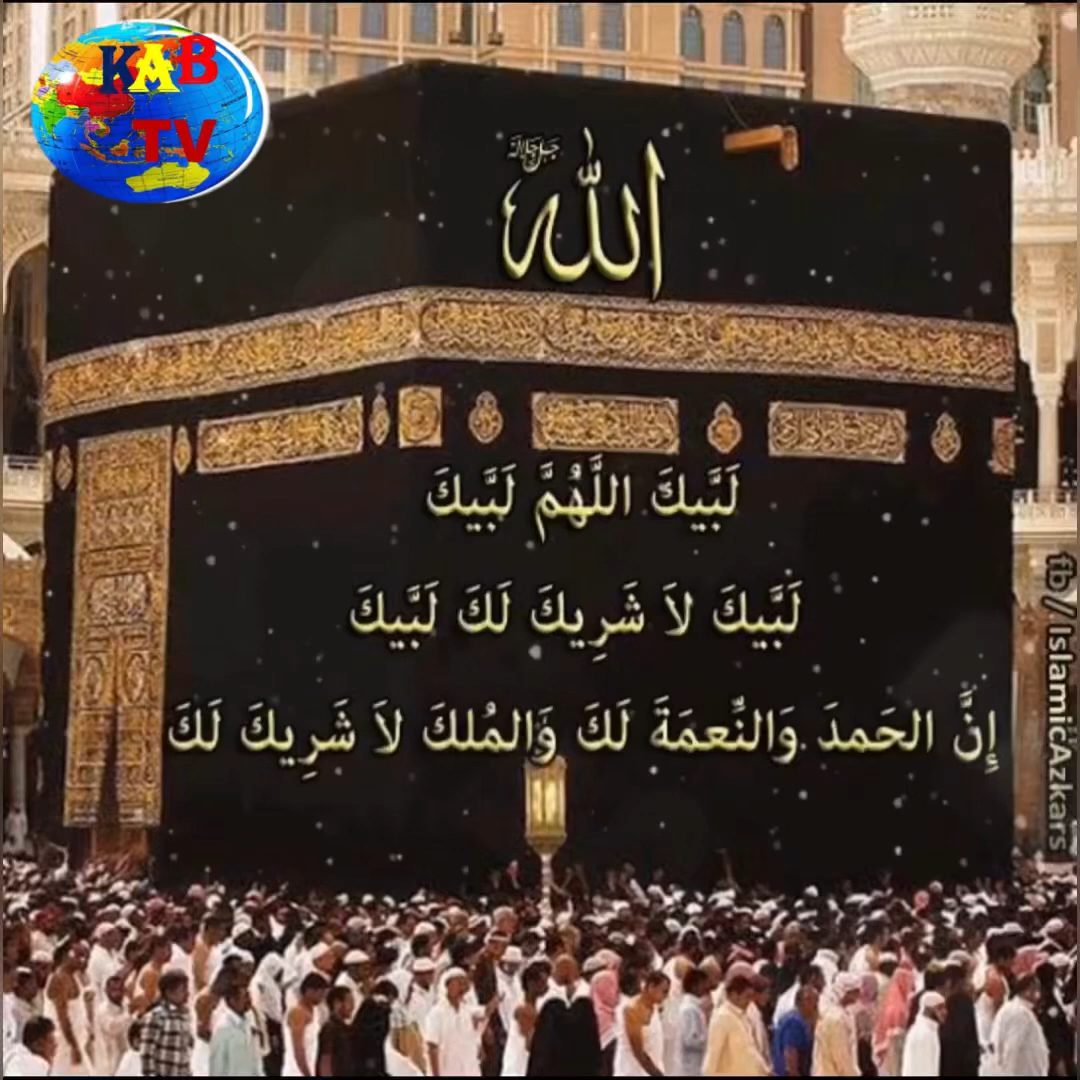 KAB
TV
جل جلاله
الله
لَبَّيكَ اللَّهُمَّ لَبَّيكَ
لَبَّيكَ لاَ شَرِيكَ لَكَ لَبَّيكَ
إِنَّ الحَمدَ وَالنِّعمَةَ لَكَ وَالمُلكَ لاَ شَرِيكَ لَكَ
fb/IslamicAzkars